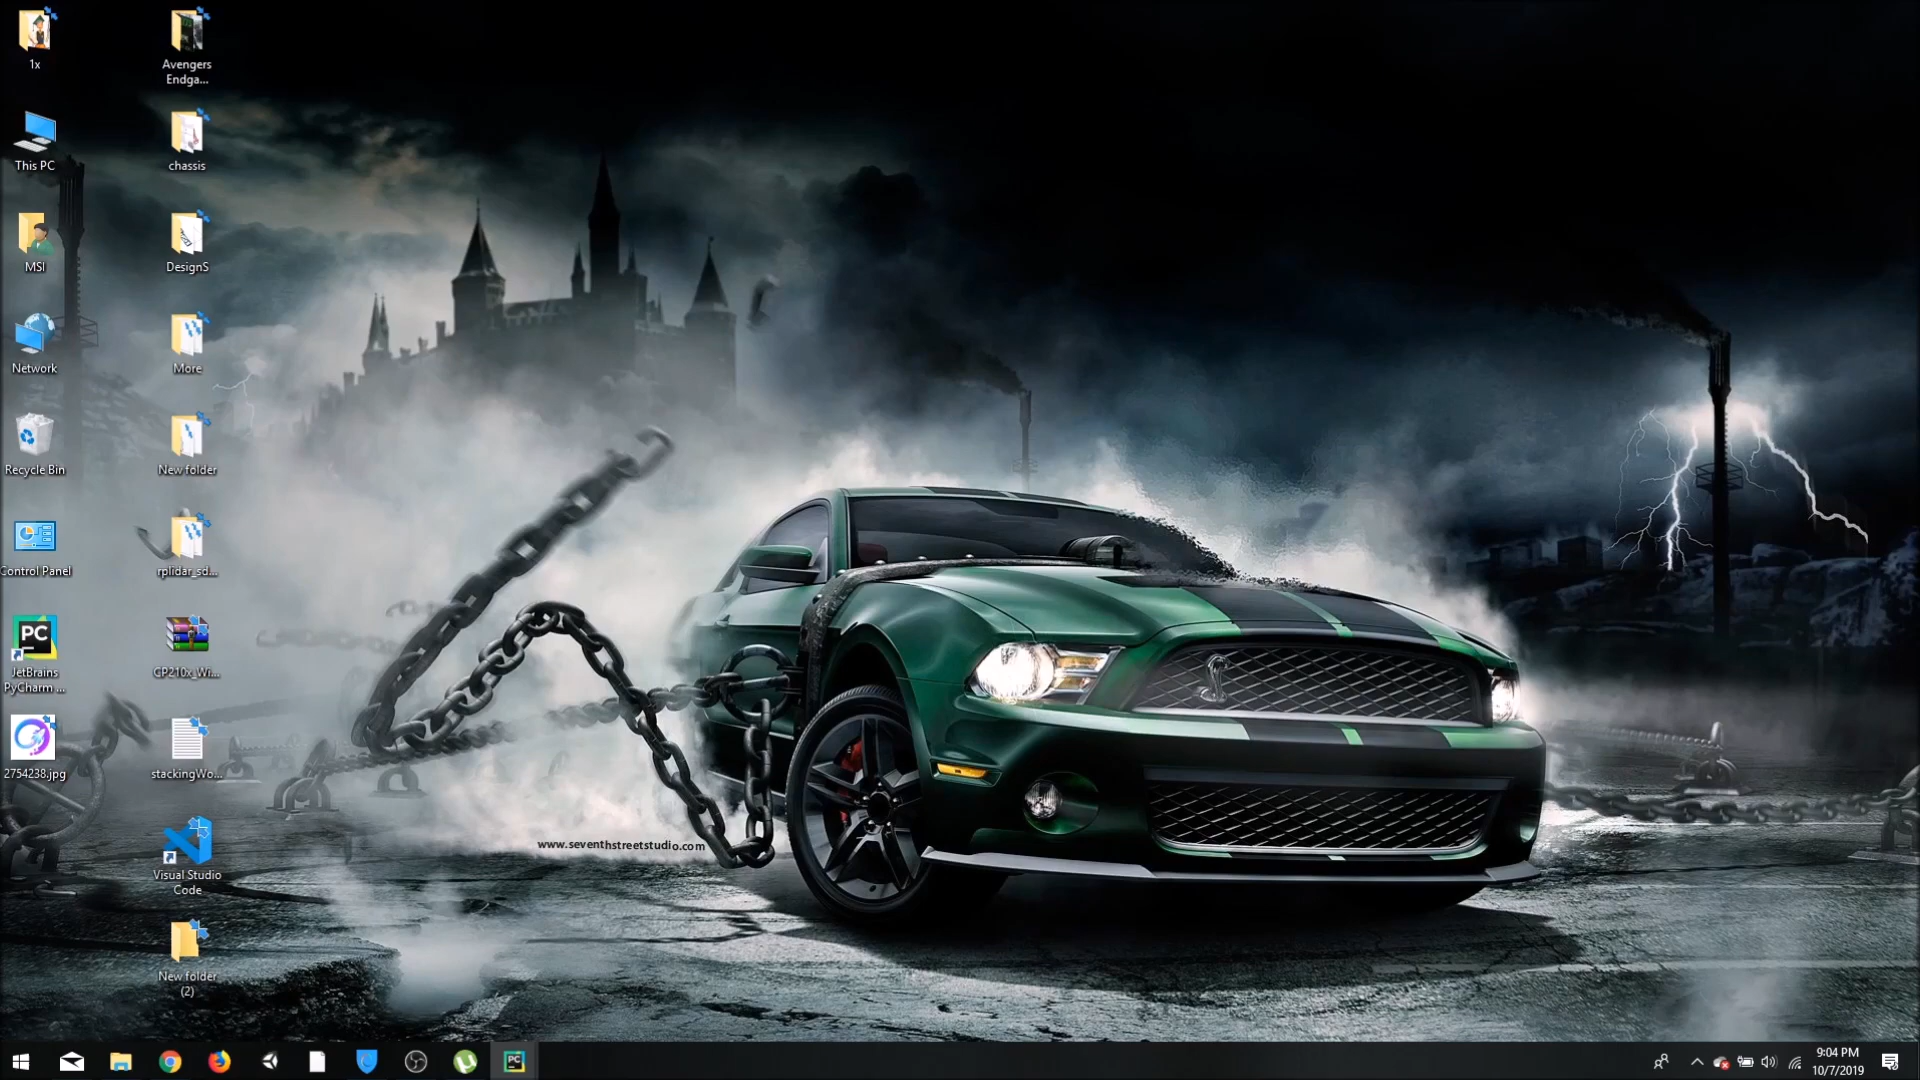 1x
This PC
MSI
Network
Recycle Bin
Control Panel
PC
JetBrains
PyCharm ...
2754238.jpg
Avengers
Endga...
chassis
DesignS
More
New folder
rplidar_sd...
CP210x_Wi...
stackingWo...
Visual Studio
Code
New folder
(2)
www.seventhstreetstudio.com
PC
9:04 PM
10/7/2019